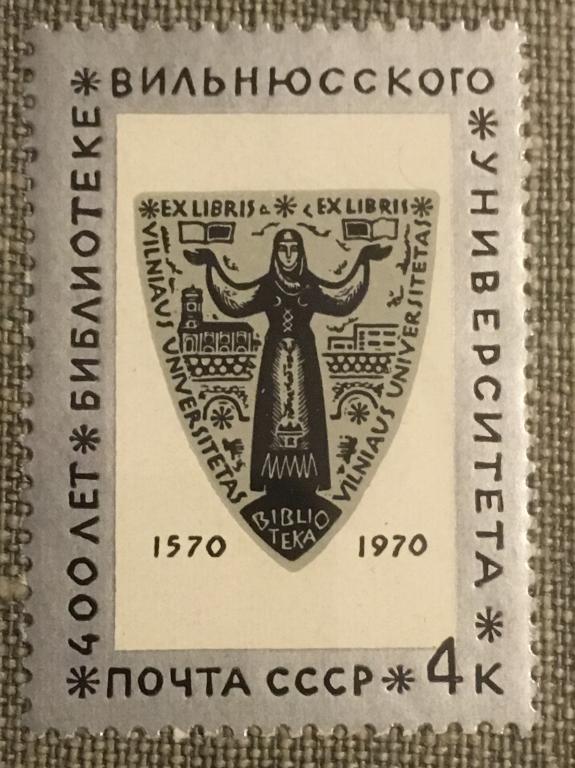 400 ЛЕТ * БИБЛИОТЕКЕ
* ВИЛЬНЮССКОГО
* УНИВЕРСИТЕТА *
* EX LIBRIS * EX LIBRIS *
VILNIAUS UNIVERSITETAS
VILNIAUS UNIVERSITETAS
BIBLIO
TEKA
1570 1970
* ПОЧТА СССР * 4 К